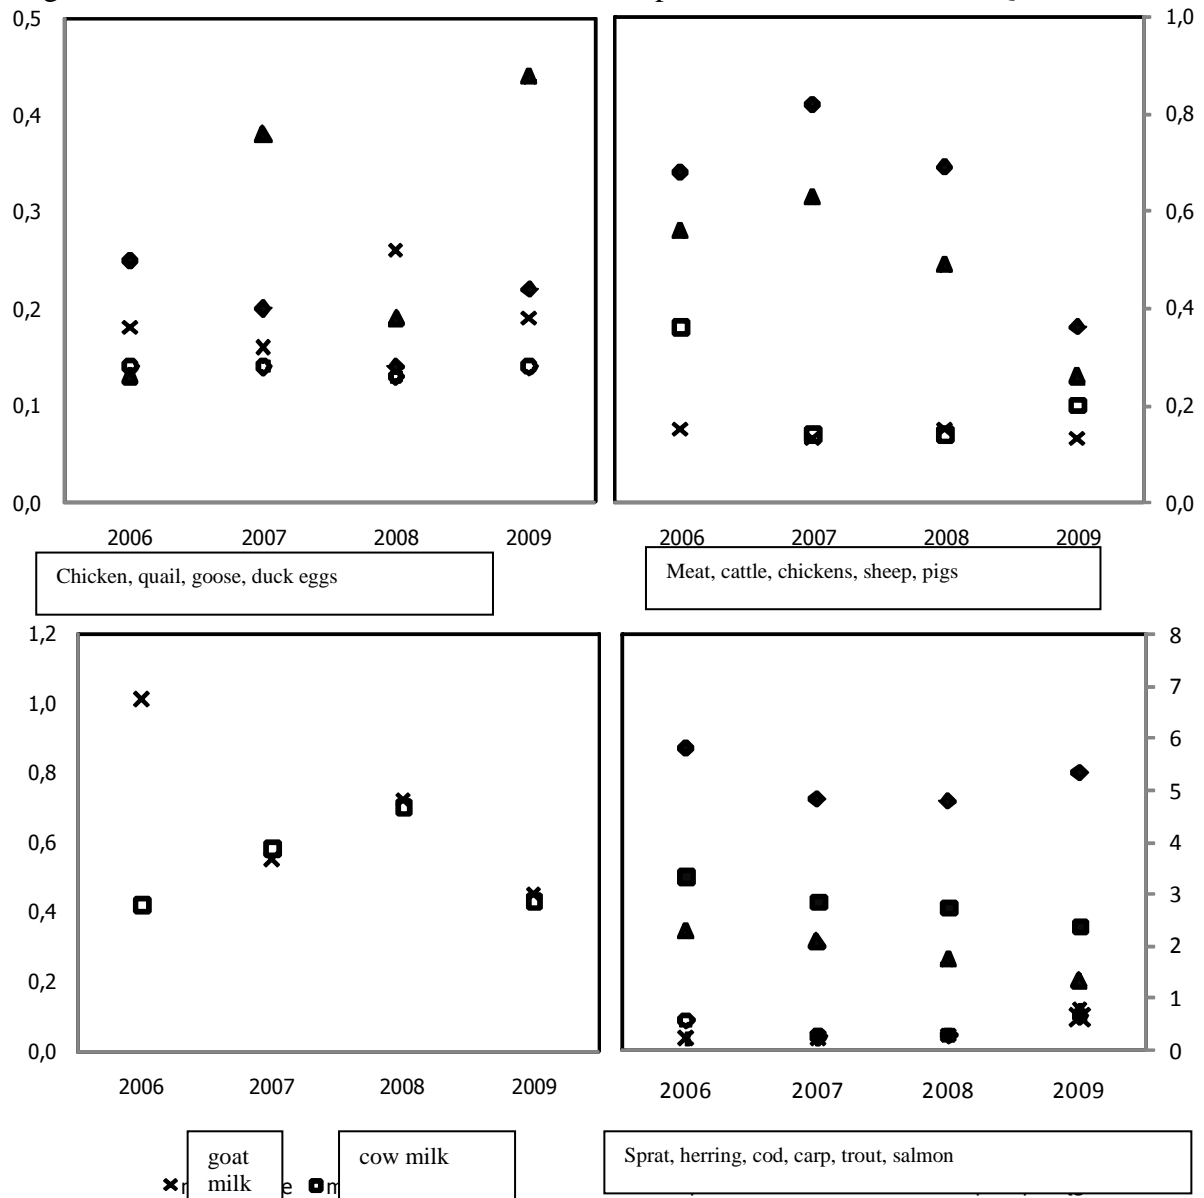 0,5
0,4
0,3
0,2
0,1
0,0
2006 2007 2008 2009
1,0
0,8
0,6
0,4
0,2
0,0
2006 2007 2008 2009
Chicken, quail, goose, duck eggs
Meat, cattle, chickens, sheep, pigs
1,2
1,0
0,8
0,6
0,4
0,2
0,0
2006 2007 2008 2009
8
7
6
5
4
3
2
1
0
2006 2007 2008 2009
goat
milk
cow milk
Sprat, herring, cod, carp, trout, salmon